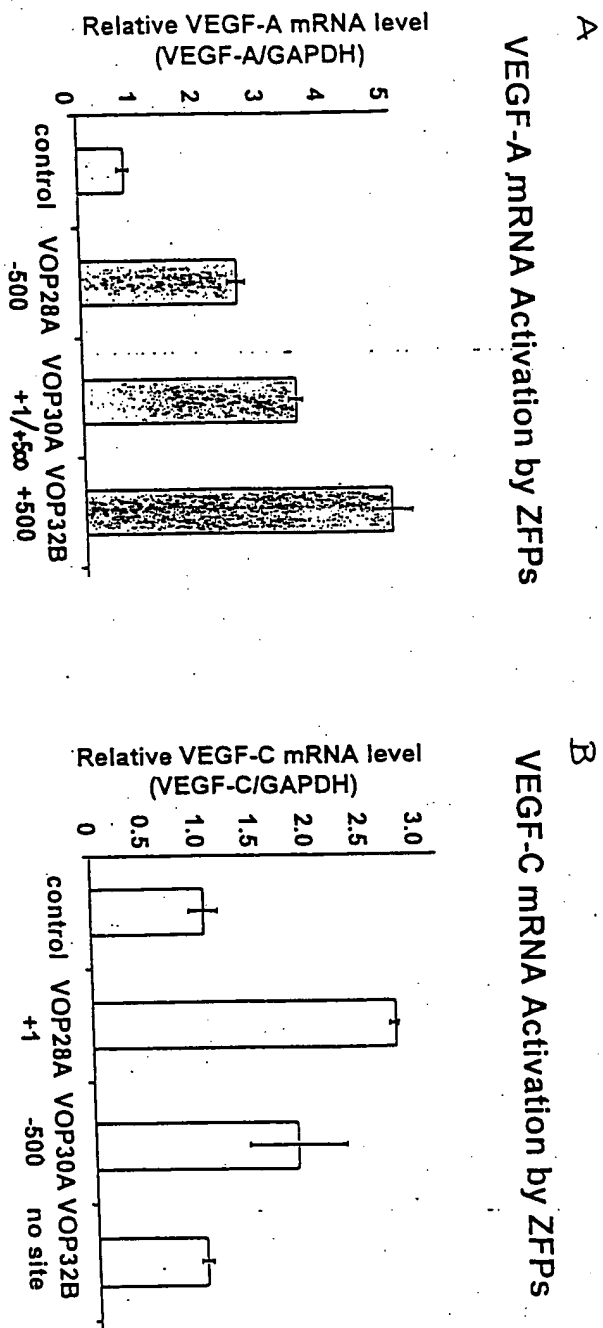 A
VEGF-A mRNA Activation by ZFPs
Relative VEGF-A mRNA level
(VEGF-A/GAPDH)
5
4
3
2
1
0
control VOP28A VOP30A VOP32B
-500 +1/+500 +500
B
VEGF-C mRNA Activation by ZFPs
Relative VEGF-C mRNA level
(VEGF-C/GAPDH)
3.0
2.5
2.0
1.5
1.0
0.5
0
control VOP28A VOP30A VOP32B
+1 -500 no site